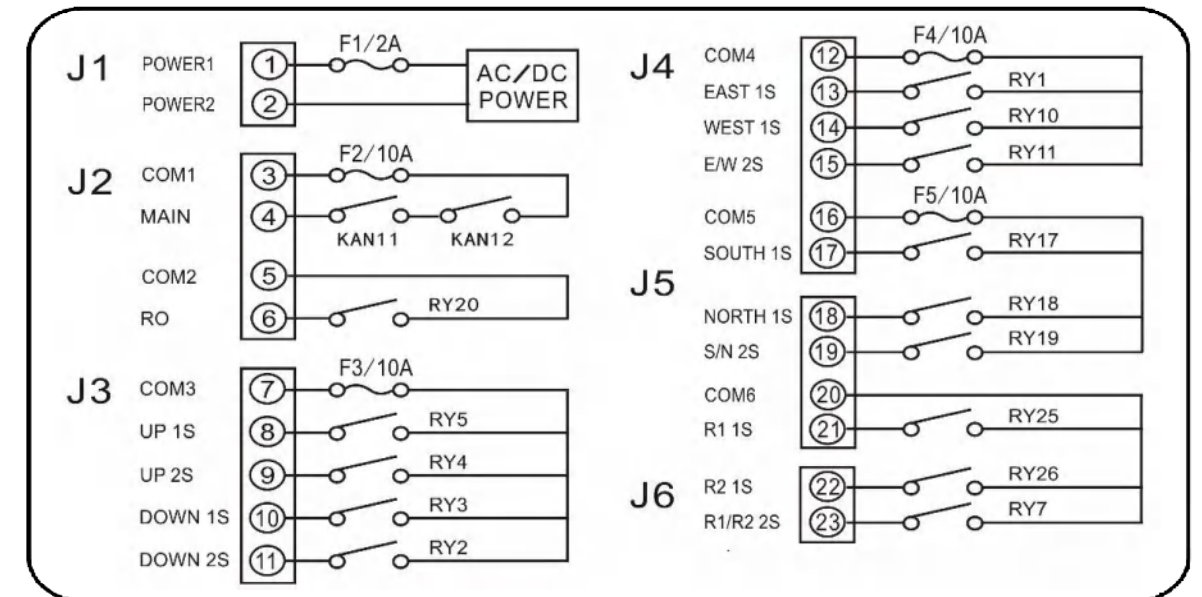 J1
POWER1 1 F1/2A AC/DC
POWER2 2 POWER
J2
COM1 3 F2/10A
MAIN 4 KAN11 KAN12
COM2 5
RO 6 RY20
J3
COM3 7 F3/10A
UP 1S 8 RY5
UP 2S 9 RY4
DOWN 1S 10 RY3
DOWN 2S 11 RY2
J4
COM4 12 F4/10A
EAST 1S 13 RY1
WEST 1S 14 RY10
E/W 2S 15 RY11
COM5 16 F5/10A
SOUTH 1S 17 RY17
J5
NORTH 1S 18 RY18
S/N 2S 19 RY19
COM6 20
R1 1S 21 RY25
J6
R2 1S 22 RY26
R1/R2 2S 23 RY7